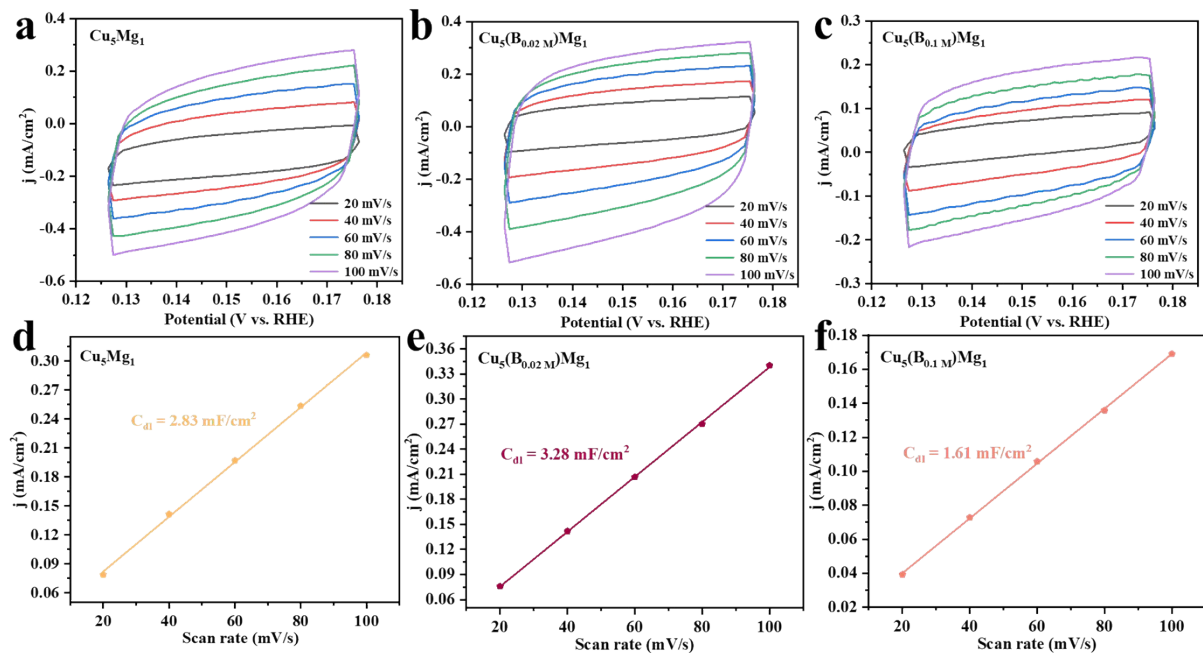 a
Cu₅Mg₁
0.4
0.2
0.0
-0.2
-0.4
-0.6
j (mA/cm²)
20 mV/s
40 mV/s
60 mV/s
80 mV/s
100 mV/s
0.12 0.13 0.14 0.15 0.16 0.17 0.18
Potential (V vs. RHE)
b
Cu₅(B₀.₀₂ M)Mg₁
0.4
0.2
0.0
-0.2
-0.4
-0.6
j (mA/cm²)
20 mV/s
40 mV/s
60 mV/s
80 mV/s
100 mV/s
0.12 0.13 0.14 0.15 0.16 0.17 0.18
Potential (V vs. RHE)
c
Cu₅(B₀.₁ M)Mg₁
0.3
0.2
0.1
0.0
-0.1
-0.2
-0.3
j (mA/cm²)
20 mV/s
40 mV/s
60 mV/s
80 mV/s
100 mV/s
0.12 0.13 0.14 0.15 0.16 0.17 0.18
Potential (V vs. RHE)
d
Cu₅Mg₁
0.30
0.27
0.24
0.21
0.18
0.15
0.12
0.09
0.06
j (mA/cm²)
C_dl = 2.83 mF/cm²
20 40 60 80 100
Scan rate (mV/s)
e
Cu₅(B₀.₀₂ M)Mg₁
0.36
0.33
0.30
0.27
0.24
0.21
0.18
0.15
0.12
0.09
0.06
j (mA/cm²)
C_dl = 3.28 mF/cm²
20 40 60 80 100
Scan rate (mV/s)
f
Cu₅(B₀.₁ M)Mg₁
0.18
0.16
0.14
0.12
0.10
0.08
0.06
0.04
0.02
j (mA/cm²)
C_dl = 1.61 mF/cm²
20 40 60 80 100
Scan rate (mV/s)